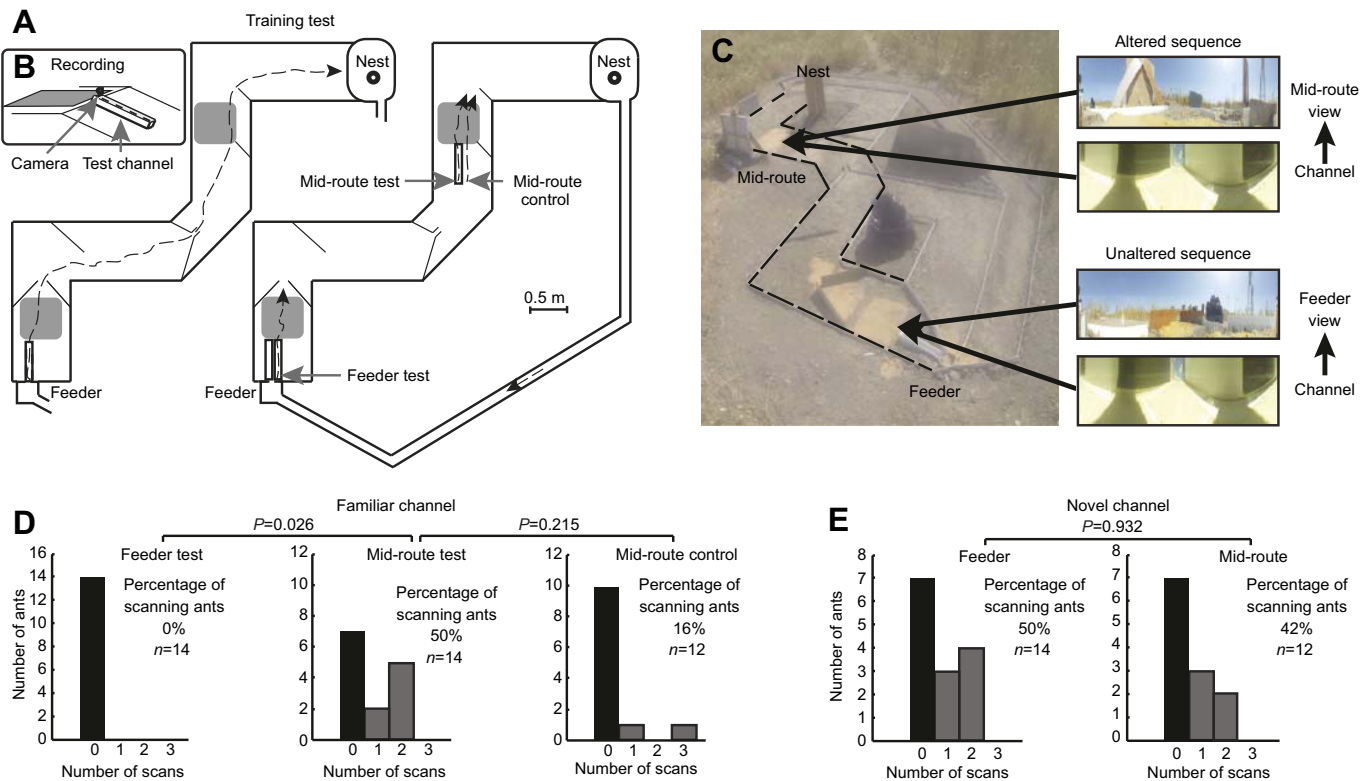 A
Training test
B
Recording
Camera
Test channel
Nest
Feeder
Nest
Mid-route test
Mid-route
control
0.5 m
Feeder test
Feeder
C
Nest
Mid-route
Feeder
Altered sequence
Mid-route
view
Channel
Unaltered sequence
Feeder
view
Channel
D
Familiar channel
P=0.026
P=0.215
Feeder test
Number of ants
16
14
12
10
8
6
4
2
0
Percentage of
scanning ants
0%
n=14
0 1 2 3
Number of scans
Mid-route test
12
10
8
6
4
2
0
Percentage of
scanning ants
50%
n=14
0 1 2 3
Number of scans
Mid-route control
12
10
8
6
4
2
0
Percentage of
scanning ants
16%
n=12
0 1 2 3
Number of scans
E
Novel channel
P=0.932
Feeder
Number of ants
8
7
6
5
4
3
2
1
0
Percentage of
scanning ants
50%
n=14
0 1 2 3
Number of scans
Mid-route
8
7
6
5
4
3
2
1
0
Percentage of
scanning ants
42%
n=12
0 1 2 3
Number of scans